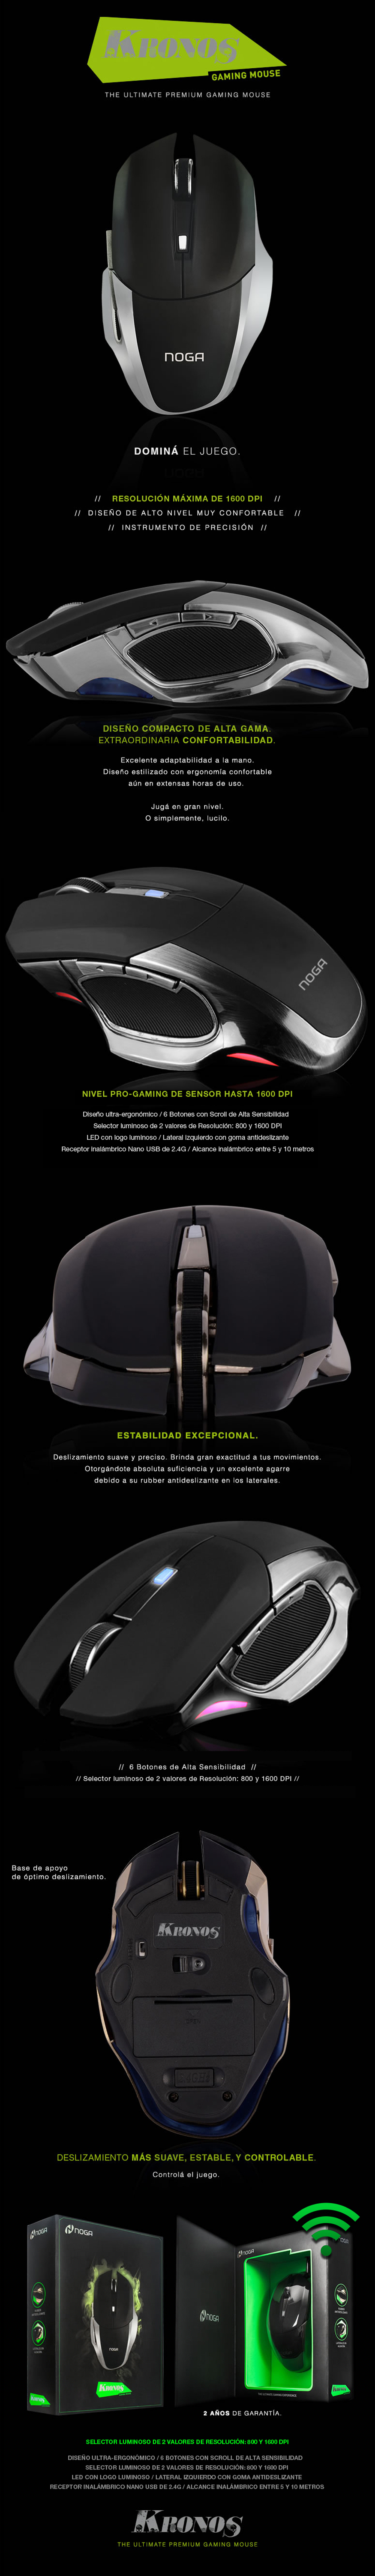 KRONOS
GAMING MOUSE
THE ULTIMATE PREMIUM GAMING MOUSE
NOGA
DOMINÁ EL JUEGO.
// RESOLUCIÓN MÁXIMA DE 1600 DPI //
// DISEÑO DE ALTO NIVEL MUY CONFORTABLE //
// INSTRUMENTO DE PRECISIÓN //
DISEÑO COMPACTO DE ALTA GAMA.
EXTRAORDINARIA CONFORTABILIDAD.
Excelente adaptabilidad a la mano.
Diseño estilizado con ergonomía confortable
aún en extensas horas de uso.
Jugá en gran nivel.
O simplemente, lucilo.
NOGA
NIVEL PRO-GAMING DE SENSOR HASTA 1600 DPI
Diseño ultra-ergonómico / 6 Botones con Scroll de Alta Sensibilidad
Selector luminoso de 2 valores de Resolución: 800 y 1600 DPI
LED con logo luminoso / Lateral Izquierdo con goma antideslizante
Receptor Inalámbrico Nano USB de 2.4G / Alcance Inalámbrico entre 5 y 10 metros
ESTABILIDAD EXCEPCIONAL.
Deslizamiento suave y preciso. Brinda gran exactitud a tus movimientos.
Otorgándote absoluta suficiencia y un excelente agarre
debido a su rubber antideslizante en los laterales.
// 6 Botones de Alta Sensibilidad //
// Selector luminoso de 2 valores de Resolución: 800 y 1600 DPI //
Base de apoyo
de óptimo deslizamiento.
KRONOS
DESLIZAMIENTO MÁS SUAVE, ESTABLE, Y CONTROLABLE.
Controlá el juego.
NOGA
NOGA
NOGA
KRONOS
KRONOS
NOGA
NOGA
NOGA
KRONOS
2 AÑOS DE GARANTÍA.
SELECTOR LUMINOSO DE 2 VALORES DE RESOLUCIÓN: 800 Y 1600 DPI
DISEÑO ULTRA-ERGONÓMICO / 6 BOTONES CON SCROLL DE ALTA SENSIBILIDAD
SELECTOR LUMINOSO DE 2 VALORES DE RESOLUCIÓN: 800 Y 1600 DPI
LED CON LOGO LUMINOSO / LATERAL IZQUIERDO CON GOMA ANTIDESLIZANTE
RECEPTOR INALÁMBRICO NANO USB DE 2.4G / ALCANCE INALÁMBRICO ENTRE 5 Y 10 METROS
KRONOS
THE ULTIMATE PREMIUM GAMING MOUSE